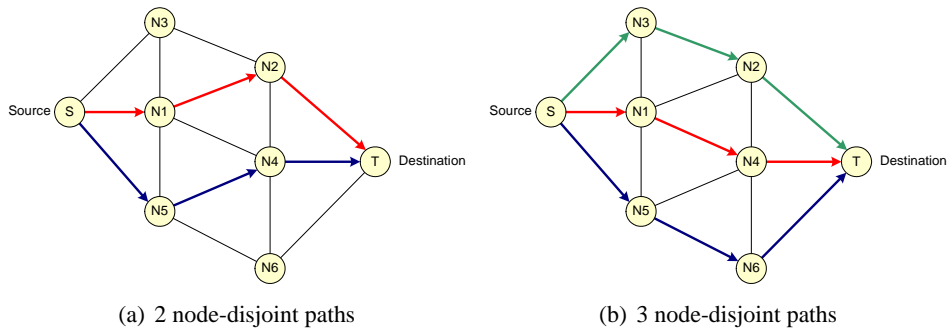 N3
N2
Source
S
N1
N4
T
Destination
N5
N6
(a) 2 node-disjoint paths
N3
N2
Source
S
N1
N4
T
Destination
N5
N6
(b) 3 node-disjoint paths